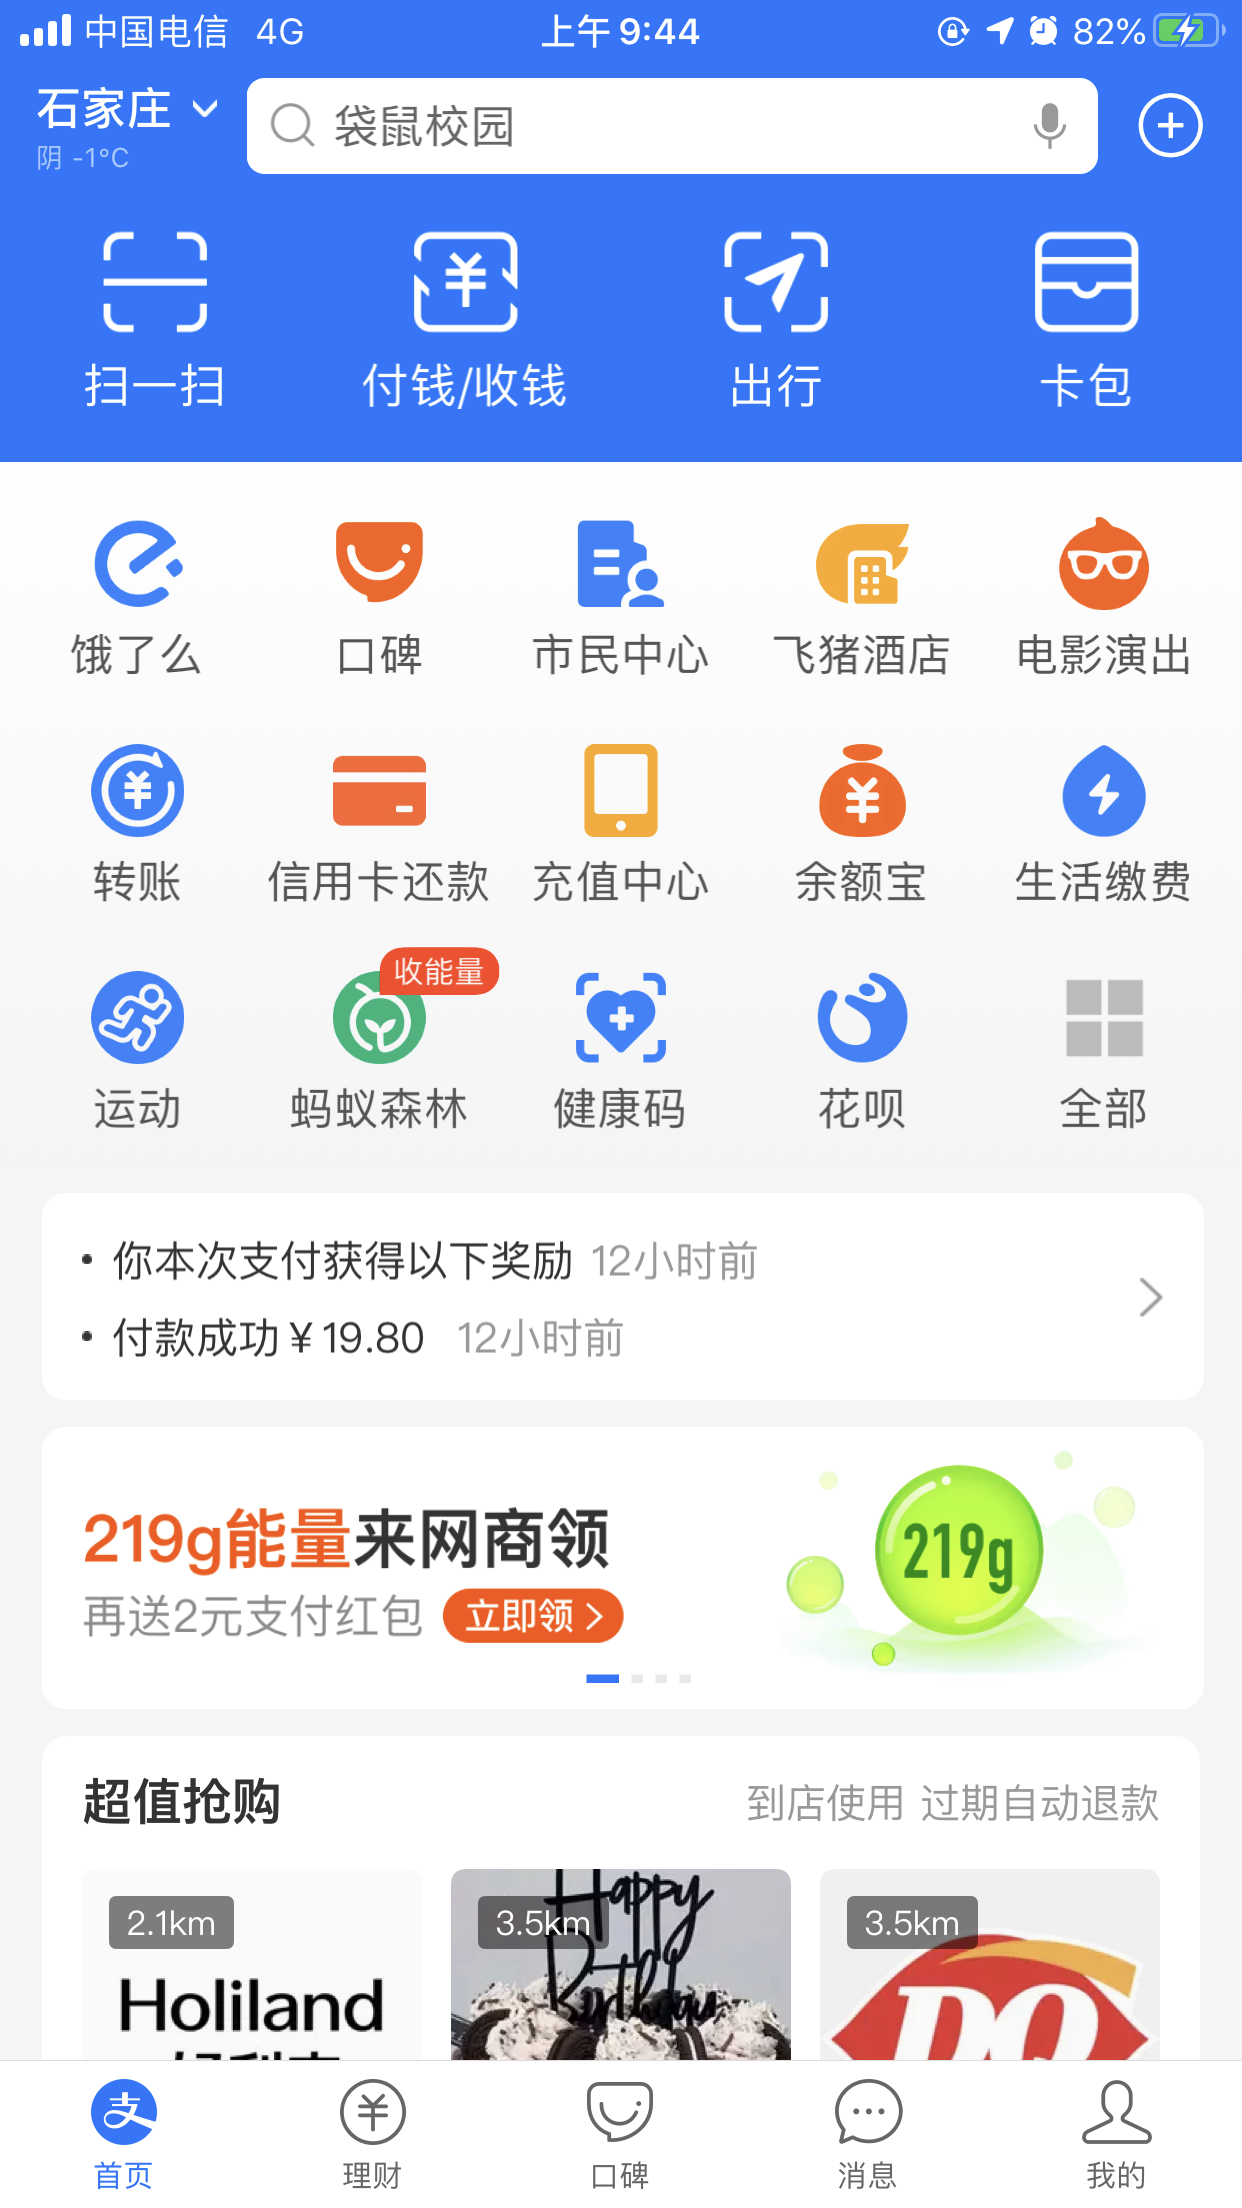 中国电信 4G 上午 9:44 82%
石家庄
阴 -1°C
袋鼠校园
扫一扫 付钱/收钱 出行 卡包
饿了么 口碑 市民中心 飞猪酒店 电影演出
转账 信用卡还款 充值中心 余额宝 生活缴费
收能量
运动 蚂蚁森林 健康码 花呗 全部
· 你本次支付获得以下奖励 12小时前
· 付款成功￥19.80 12小时前
219g能量来网商领
219g
再送2元支付红包 立即领 >
超值抢购 到店使用 过期自动退款
2.1km 3.5km 3.5km
Happy
Birthday
Holiland
DQ
首页 理财 口碑 消息 我的